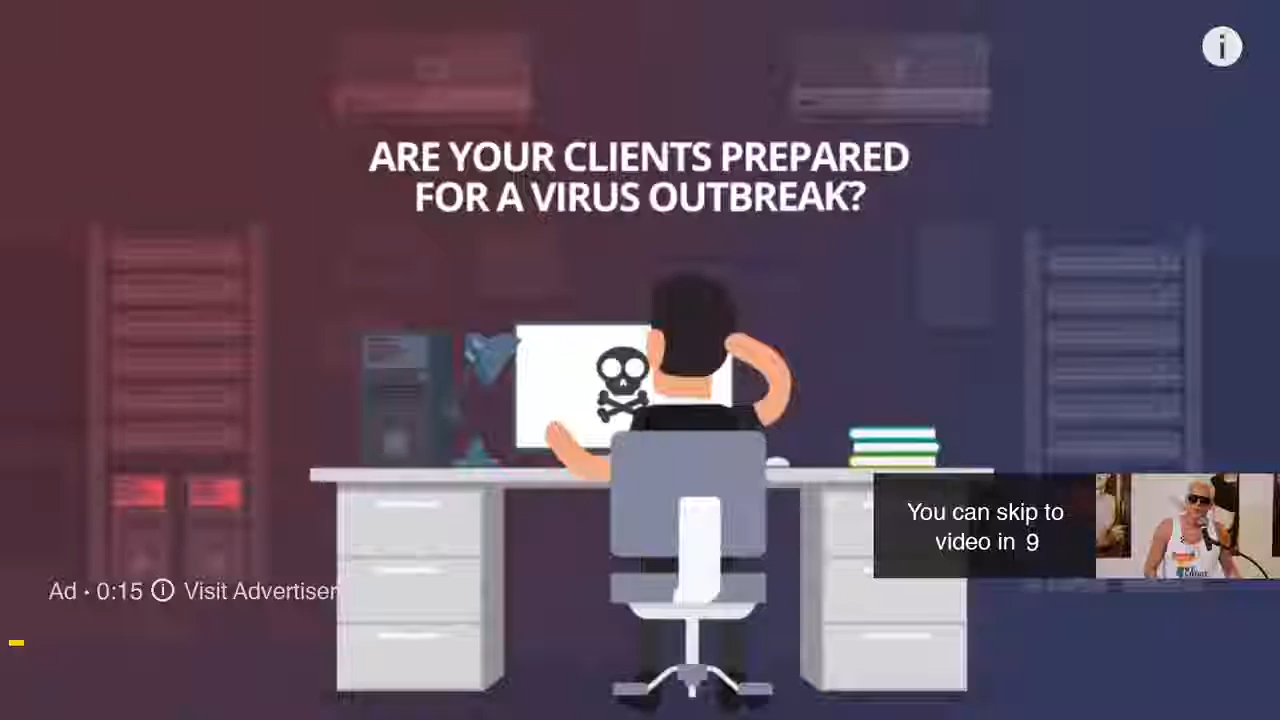 ARE YOUR CLIENTS PREPARED
FOR A VIRUS OUTBREAK?
You can skip to
video in 9
Ad • 0:15 Visit Advertiser